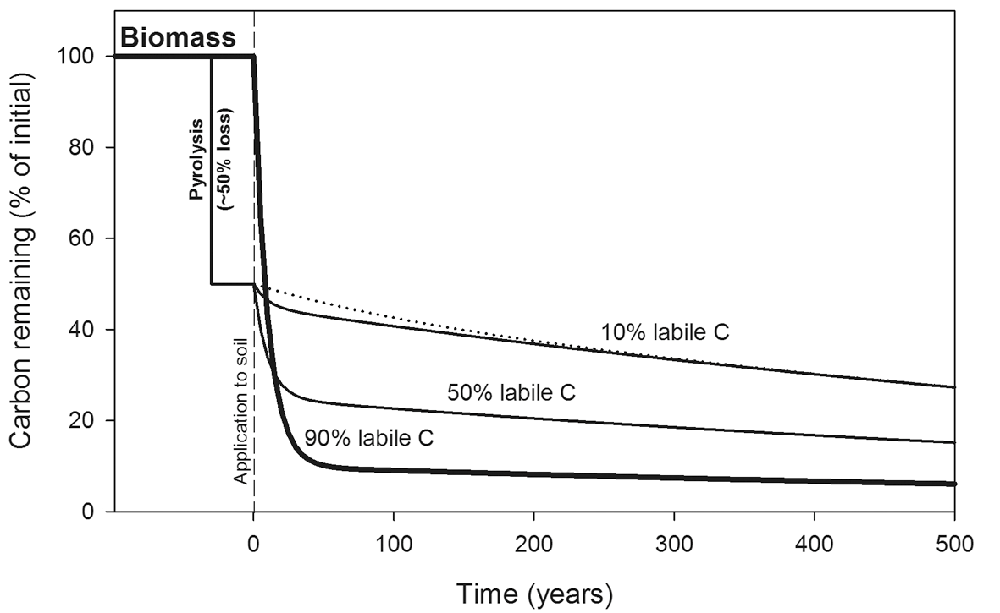 Biomass
100
80
60
40
20
0
Carbon remaining (% of initial)
Pyrolysis
(~50% loss)
Application to soil
10% labile C
50% labile C
90% labile C
0
100
200
300
400
500
Time (years)